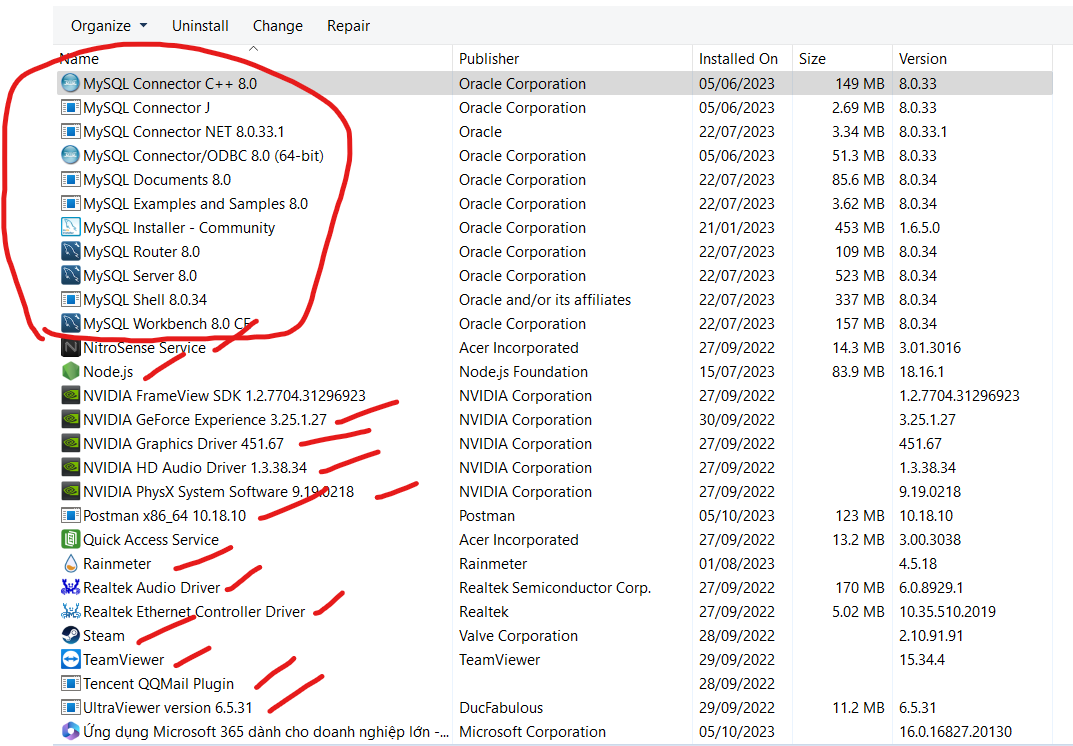 Organize Uninstall Change Repair
Name Publisher Installed On Size Version
MySQL Connector C++ 8.0 Oracle Corporation 05/06/2023 149 MB 8.0.33
MySQL Connector J Oracle Corporation 05/06/2023 2.69 MB 8.0.33
MySQL Connector NET 8.0.33.1 Oracle 22/07/2023 3.34 MB 8.0.33.1
MySQL Connector/ODBC 8.0 (64-bit) Oracle Corporation 05/06/2023 51.3 MB 8.0.33
MySQL Documents 8.0 Oracle Corporation 22/07/2023 85.6 MB 8.0.34
MySQL Examples and Samples 8.0 Oracle Corporation 22/07/2023 3.62 MB 8.0.34
MySQL Installer - Community Oracle Corporation 21/01/2023 453 MB 1.6.5.0
MySQL Router 8.0 Oracle Corporation 22/07/2023 109 MB 8.0.34
MySQL Server 8.0 Oracle Corporation 22/07/2023 523 MB 8.0.34
MySQL Shell 8.0.34 Oracle and/or its affiliates 22/07/2023 337 MB 8.0.34
MySQL Workbench 8.0 CE Oracle Corporation 22/07/2023 157 MB 8.0.34
NitroSense Service Acer Incorporated 27/09/2022 14.3 MB 3.01.3016
Node.js Node.js Foundation 15/07/2023 83.9 MB 18.16.1
NVIDIA FrameView SDK 1.2.7704.31296923 NVIDIA Corporation 27/09/2022 1.2.7704.31296923
NVIDIA GeForce Experience 3.25.1.27 NVIDIA Corporation 30/09/2022 3.25.1.27
NVIDIA Graphics Driver 451.67 NVIDIA Corporation 27/09/2022 451.67
NVIDIA HD Audio Driver 1.3.38.34 NVIDIA Corporation 27/09/2022 1.3.38.34
NVIDIA PhysX System Software 9.19.0218 NVIDIA Corporation 27/09/2022 9.19.0218
Postman x86_64 10.18.10 Postman 05/10/2023 123 MB 10.18.10
Quick Access Service Acer Incorporated 27/09/2022 13.2 MB 3.00.3038
Rainmeter Rainmeter 01/08/2023 4.5.18
Realtek Audio Driver Realtek Semiconductor Corp. 27/09/2022 170 MB 6.0.8929.1
Realtek Ethernet Controller Driver Realtek 27/09/2022 5.02 MB 10.35.510.2019
Steam Valve Corporation 28/09/2022 2.10.91.91
TeamViewer TeamViewer 29/09/2022 15.34.4
Tencent QQMail Plugin 28/09/2022
UltraViewer version 6.5.31 DucFabulous 29/09/2022 11.2 MB 6.5.31
Ứng dụng Microsoft 365 dành cho doanh nghiệp lớn -... Microsoft Corporation 05/10/2023 16.0.16827.20130